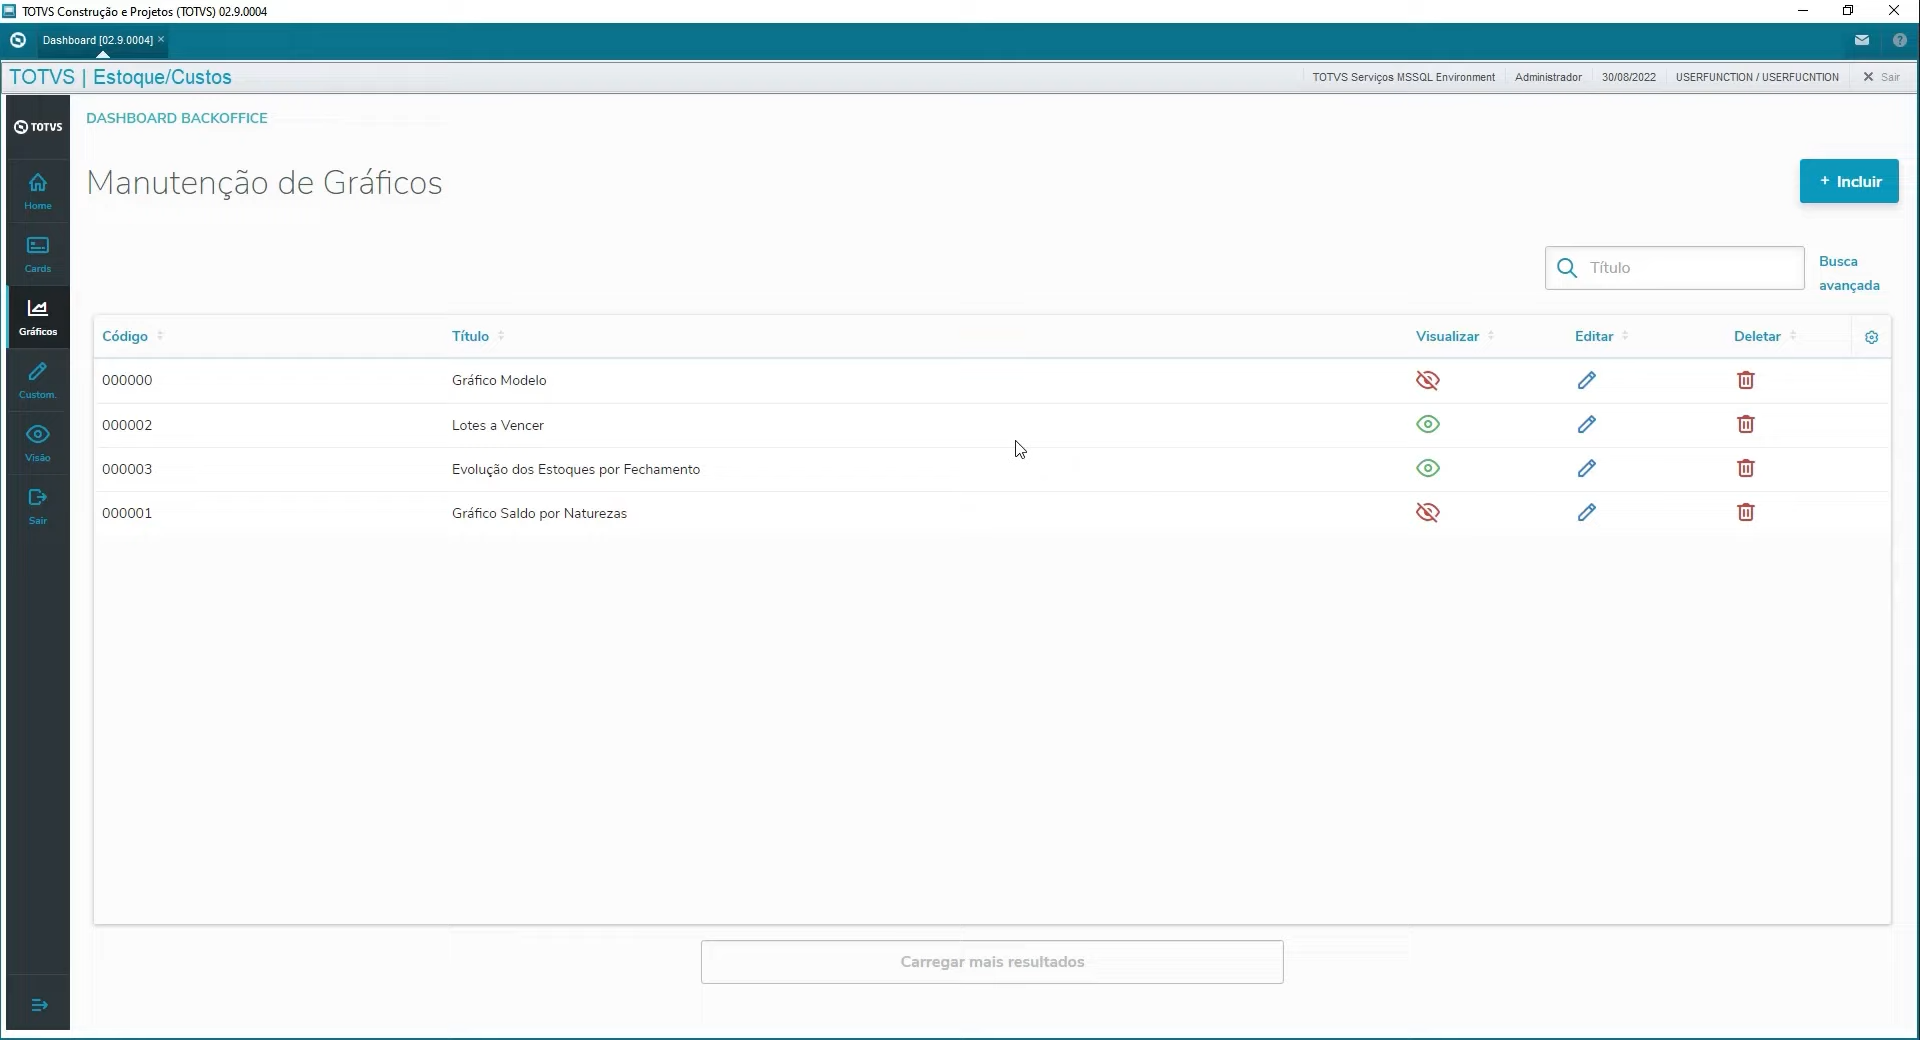 TOTVS Construção e Projetos (TOTVS) 02.9.0004
Dashboard [02.9.0004] ×
TOTVS | Estoque/Custos
TOTVS Serviços MSSQL Environment Administrador 30/08/2022 USERFUNCTION / USERFUCNTION Sair
TOTVS
DASHBOARD BACKOFFICE
Manutenção de Gráficos
+ Incluir
Home
Cards
Gráficos
Custom.
Visão
Sair
Título
Busca avançada
Código Título Visualizar Editar Deletar
000000 Gráfico Modelo
000002 Lotes a Vencer
000003 Evolução dos Estoques por Fechamento
000001 Gráfico Saldo por Naturezas
Carregar mais resultados